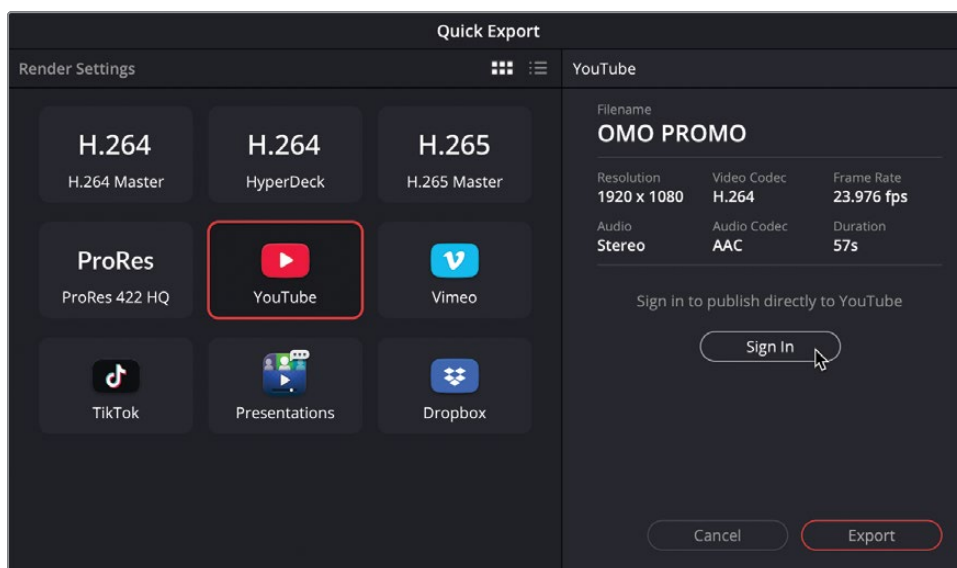 Quick Export
Render Settings
H.264
H.264 Master
H.264
HyperDeck
H.265
H.265 Master
ProRes
ProRes 422 HQ
YouTube
Vimeo
TikTok
Presentations
Dropbox
YouTube
Filename
OMO PROMO
Resolution Video Codec Frame Rate
1920 x 1080 H.264 23.976 fps
Audio Audio Codec Duration
Stereo AAC 57s
Sign in to publish directly to YouTube
Sign In
Cancel Export